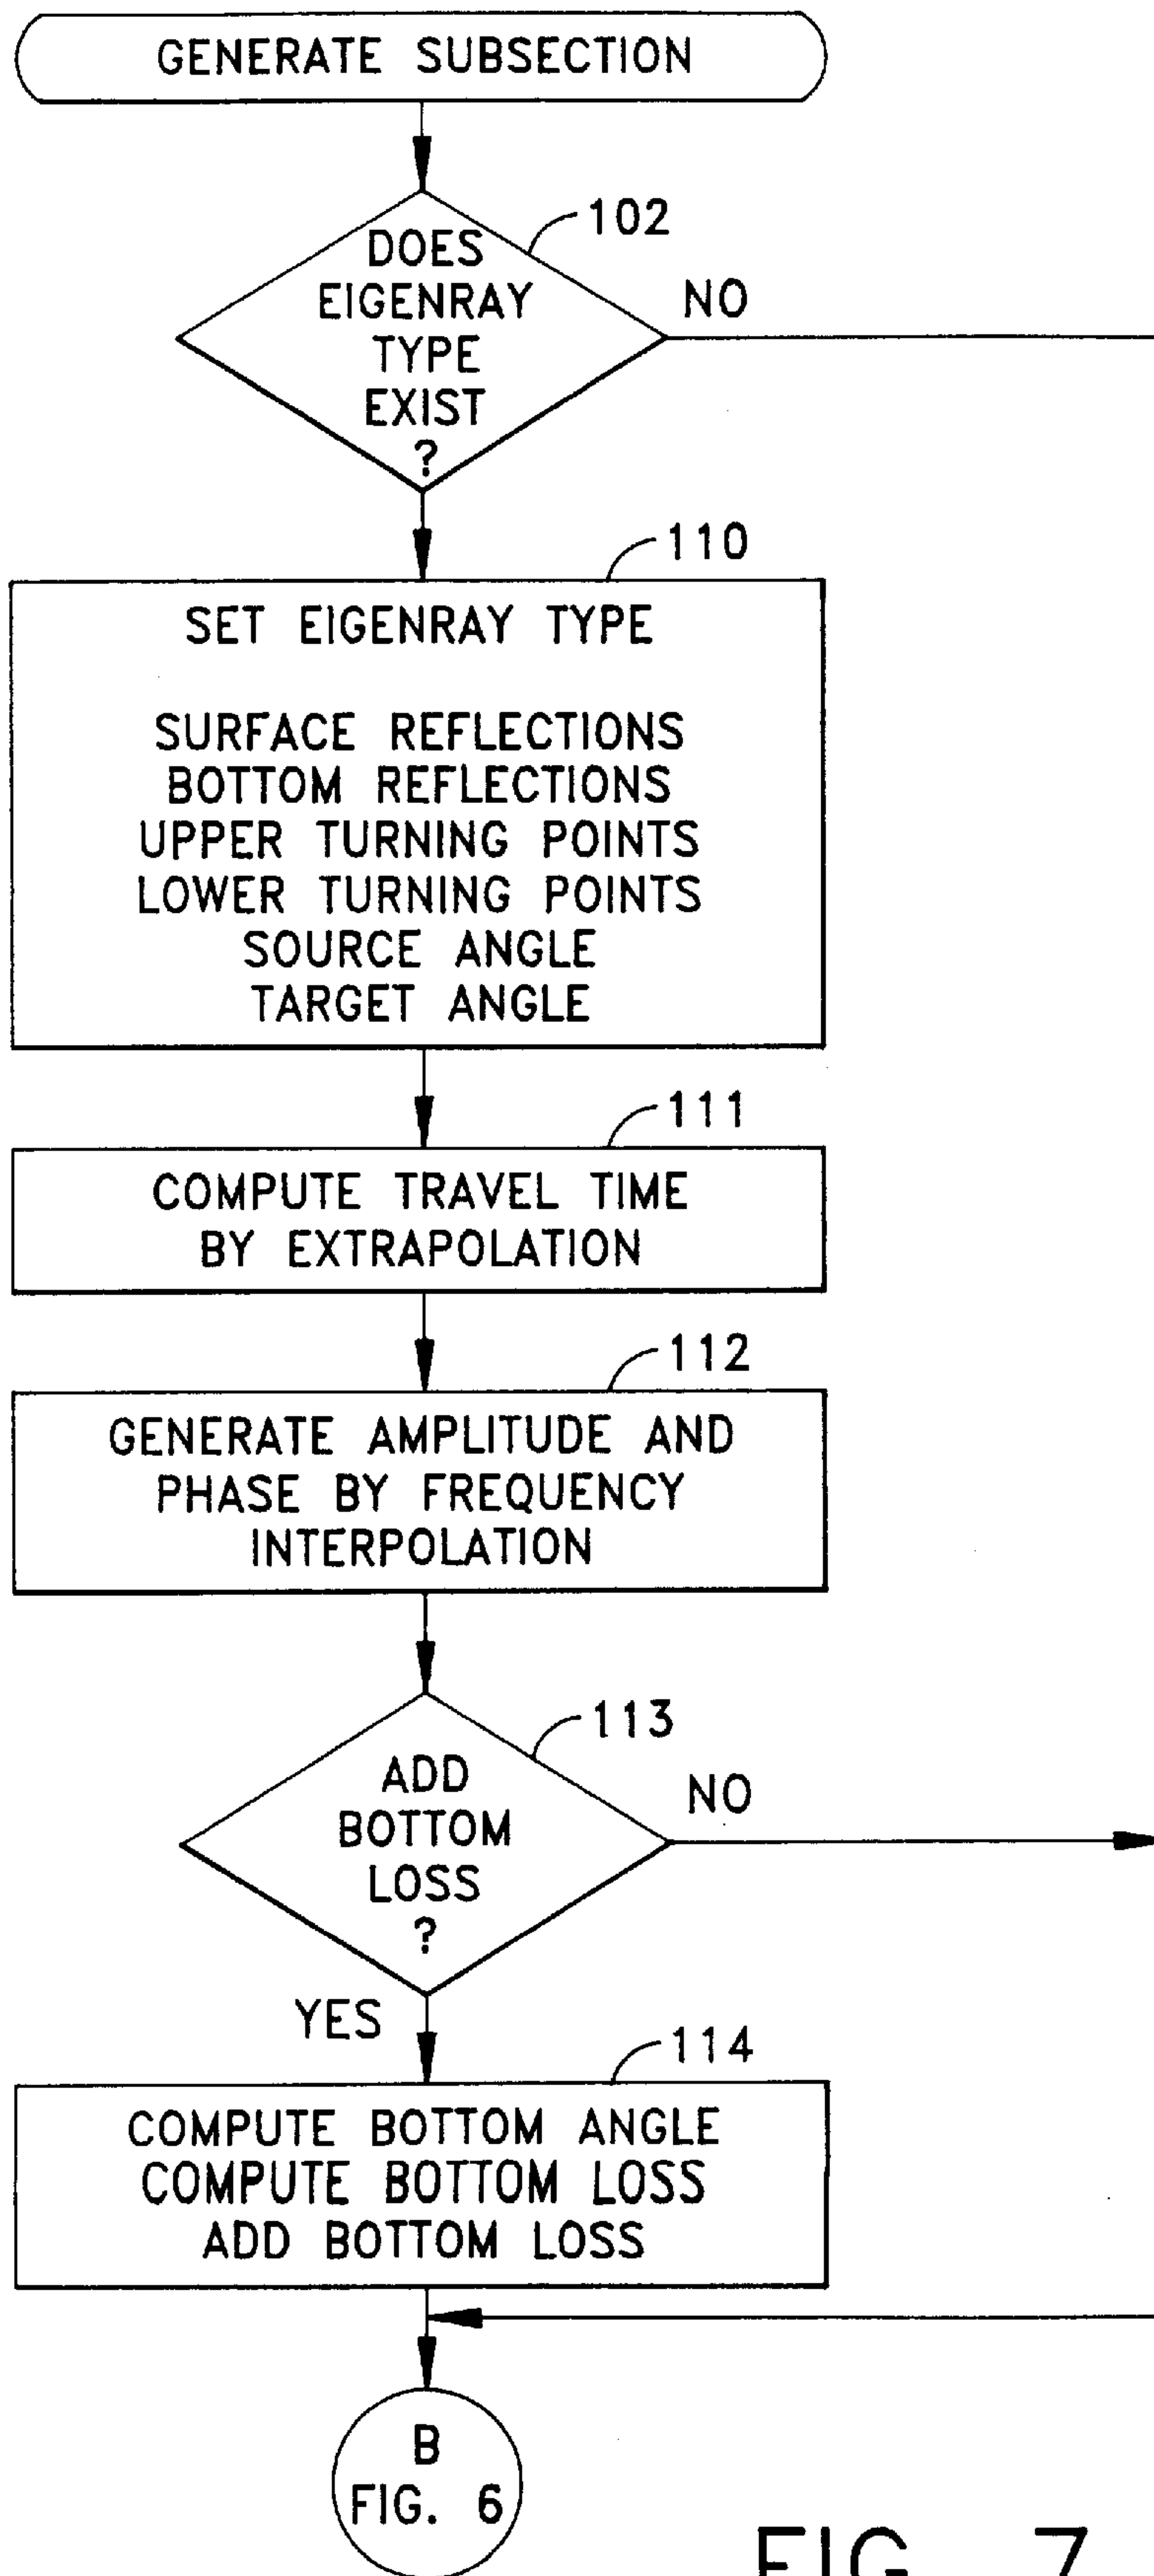 GENERATE SUBSECTION
102
DOES
EIGENRAY
TYPE
EXIST
?
NO
110
SET EIGENRAY TYPE
SURFACE REFLECTIONS
BOTTOM REFLECTIONS
UPPER TURNING POINTS
LOWER TURNING POINTS
SOURCE ANGLE
TARGET ANGLE
111
COMPUTE TRAVEL TIME
BY EXTRAPOLATION
112
GENERATE AMPLITUDE AND
PHASE BY FREQUENCY
INTERPOLATION
113
ADD
BOTTOM
LOSS
?
NO
YES
114
COMPUTE BOTTOM ANGLE
COMPUTE BOTTOM LOSS
ADD BOTTOM LOSS
B
FIG. 6
FIG. 7